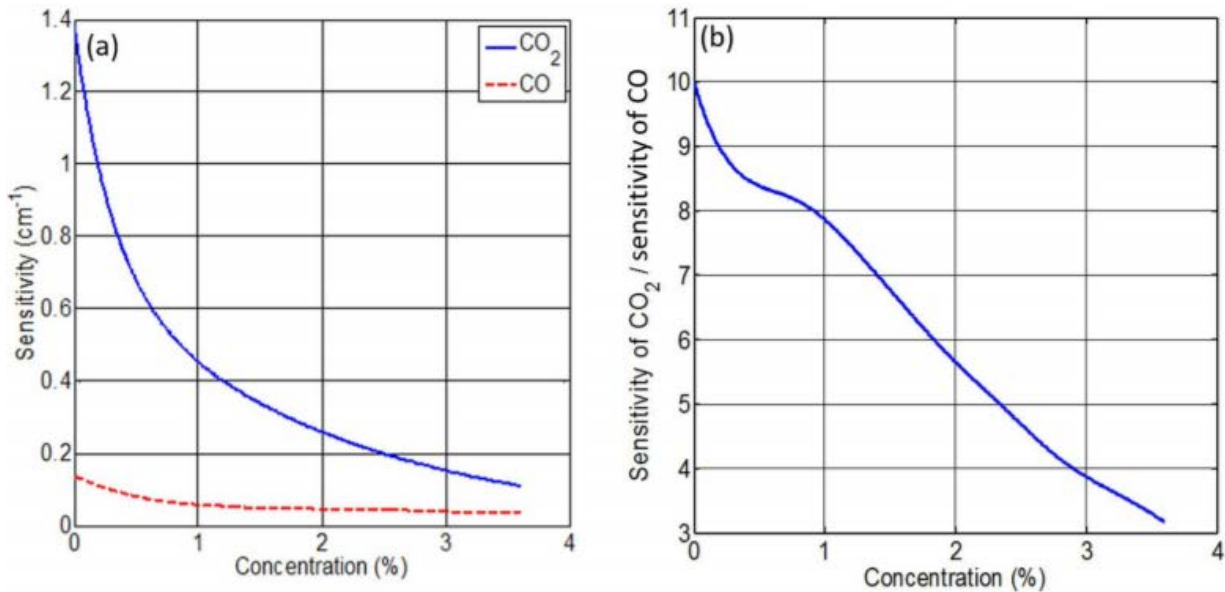 (a)
CO2
CO
1.4
1.2
1
0.8
0.6
0.4
0.2
0
Sensitivity (cm-1)
0 1 2 3 4
Concentration (%)
(b)
11
10
9
8
7
6
5
4
3
Sensitivity of CO2 / sensitivity of CO
0 1 2 3 4
Concentration (%)